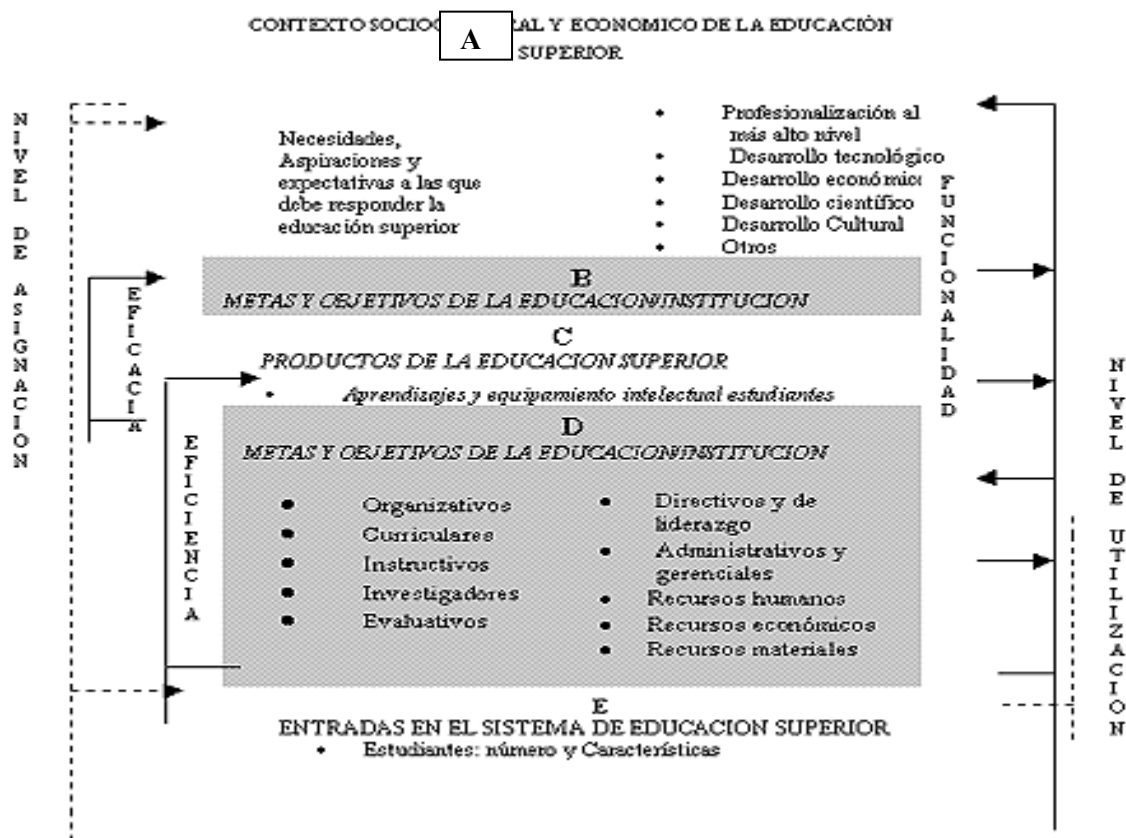 CONTEXTO SOCIOC RAL Y ECONOMICO DE LA EDUCACIÓN
A
SUPERIOR
NIVEL DE ASIGNACION
EFICACIA
EFICIENCIA
Necesidades,
Aspiraciones y
expectativas a las que
debe responder la
educación superior
• Profesionalización al
más alto nivel
• Desarrollo tecnológico
• Desarrollo económico
• Desarrollo científico
• Desarrollo Cultural
• Otros
FUNCIONALIDAD
NIVEL DE UTILIZACION
B
METAS Y OBJETIVOS DE LA EDUCACION/INSTITUCION
C
PRODUCTOS DE LA EDUCACION SUPERIOR
• Aprendizajes y equipamiento intelectual estudiantes
D
METAS Y OBJETIVOS DE LA EDUCACION/INSTITUCION
• Organizativos
• Curriculares
• Instructivos
• Investigadores
• Evaluativos
• Directivos y de
liderazgo
• Administrativos y
gerenciales
• Recursos humanos
• Recursos económicos
• Recursos materiales
E
ENTRADAS EN EL SISTEMA DE EDUCACION SUPERIOR
• Estudiantes: número y Características